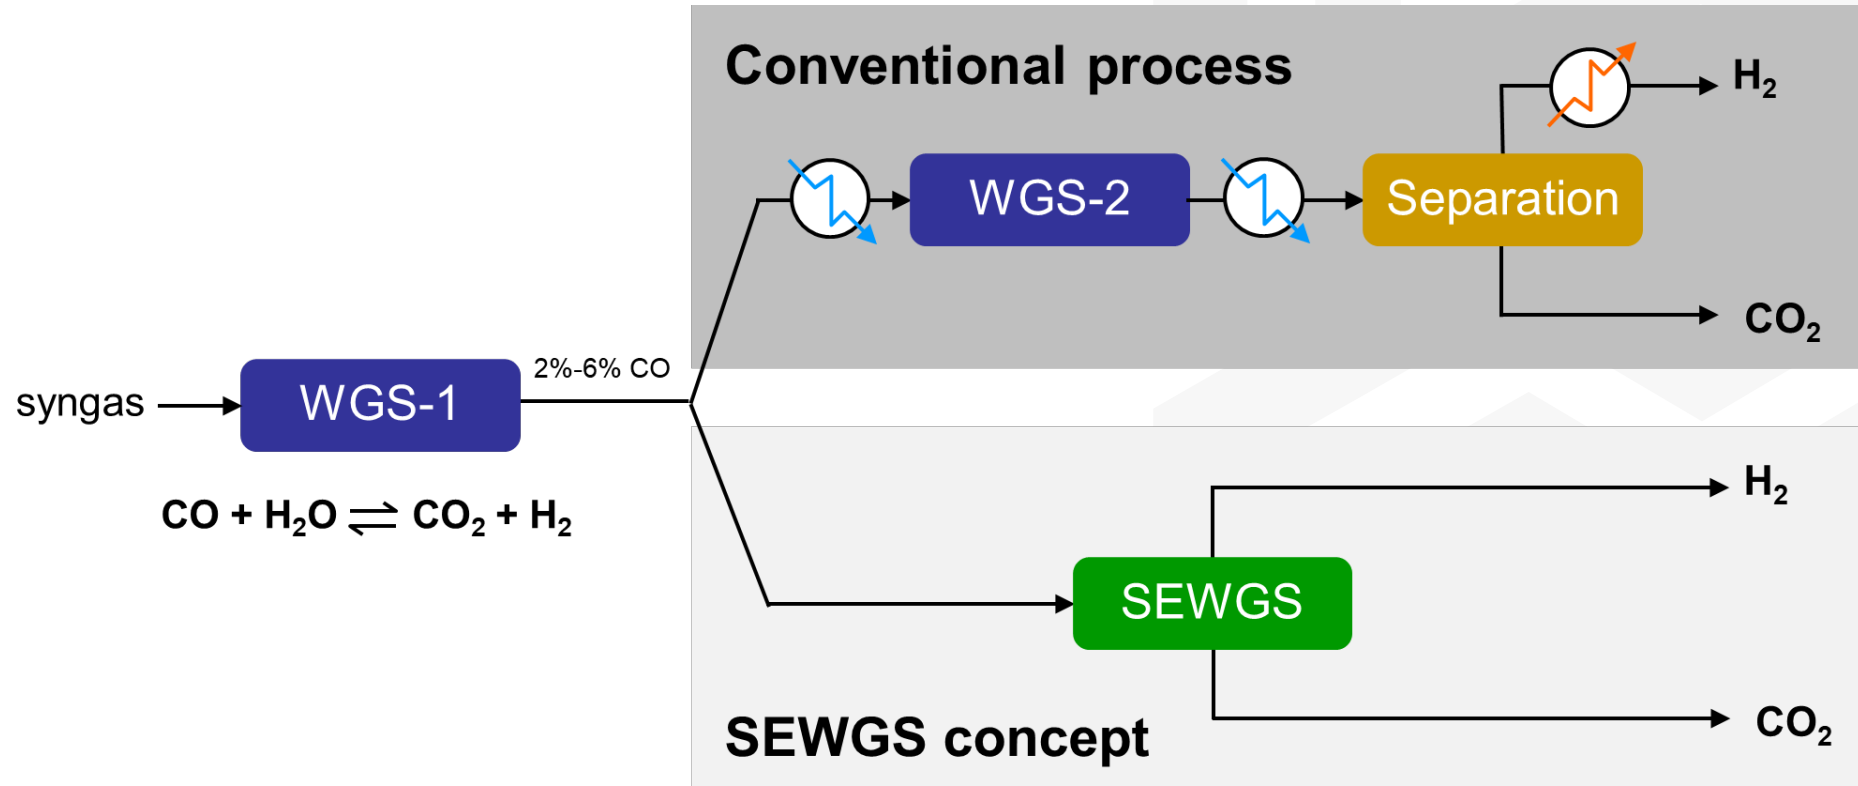 Conventional process
H₂
WGS-2
Separation
CO₂
2%-6% CO
syngas
WGS-1
CO + H₂O ⇌ CO₂ + H₂
H₂
SEWGS
CO₂
SEWGS concept